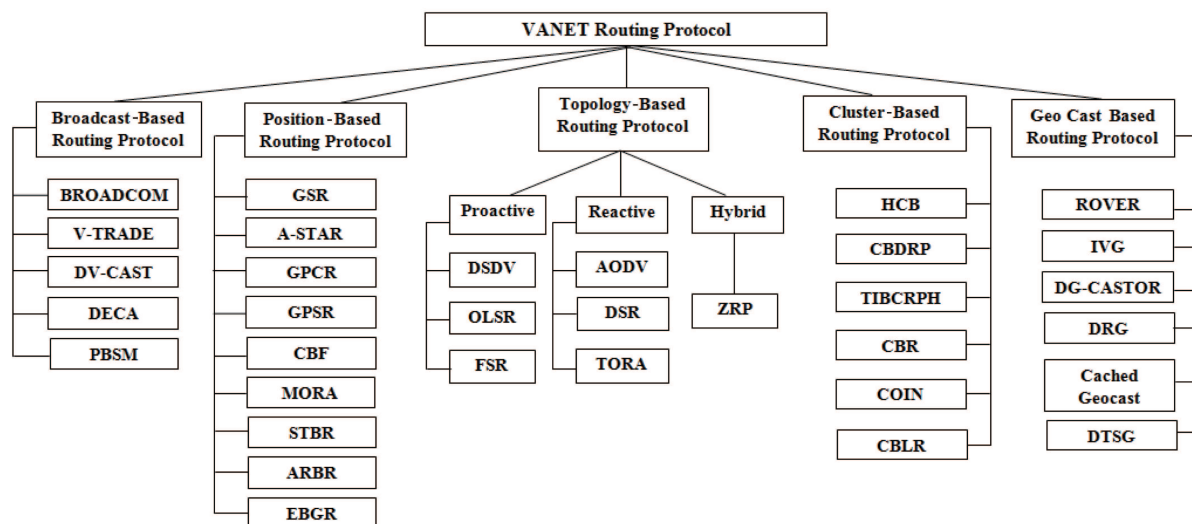 VANET Routing Protocol
Broadcast-Based
Routing Protocol
Position-Based
Routing Protocol
Topology-Based
Routing Protocol
Cluster-Based
Routing Protocol
Geo Cast Based
Routing Protocol
BROADCOM
V-TRADE
DV-CAST
DECA
PBSM
GSR
A-STAR
GPCR
GPSR
CBF
MORA
STBR
ARBR
EBGR
Proactive
DSDV
OLSR
FSR
Reactive
AODV
DSR
TORA
Hybrid
ZRP
HCB
CBDRP
TIBCRPH
CBR
COIN
CBLR
ROVER
IVG
DG-CASTOR
DRG
Cached
Geocast
DTSG